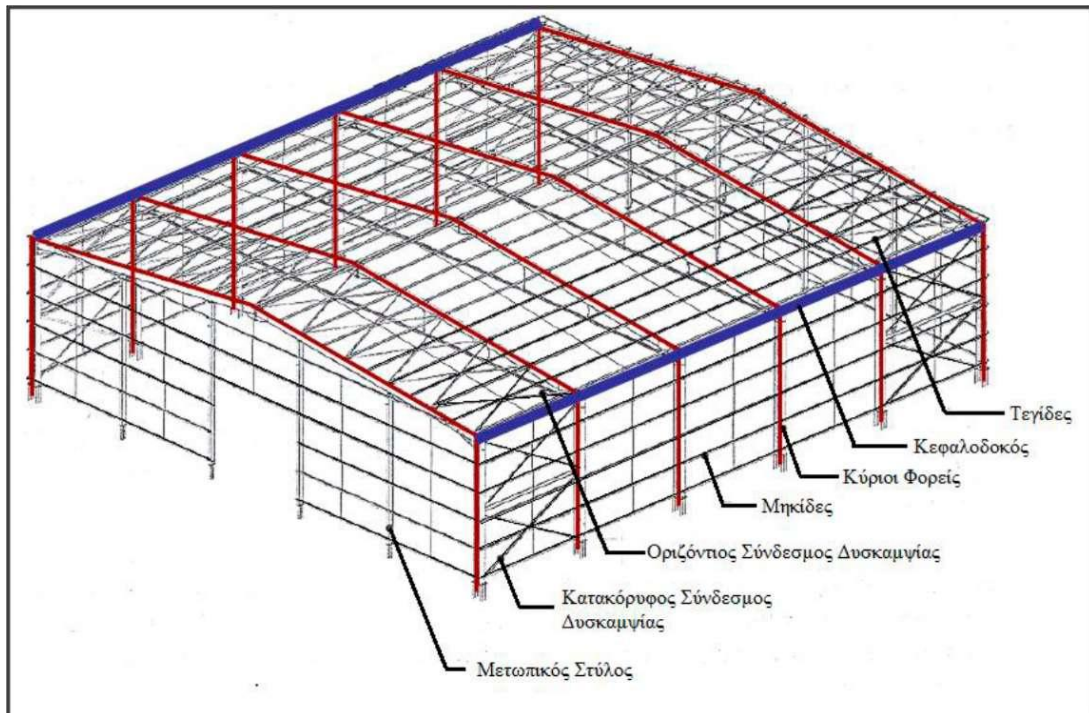 Τεγίδες
Κεφαλοδοκός
Κύριοι Φορείς
Μηκίδες
Οριζόντιος Σύνδεσμος Δυσκαμψίας
Κατακόρυφος Σύνδεσμος
Δυσκαμψίας
Μετωπικός Στύλος